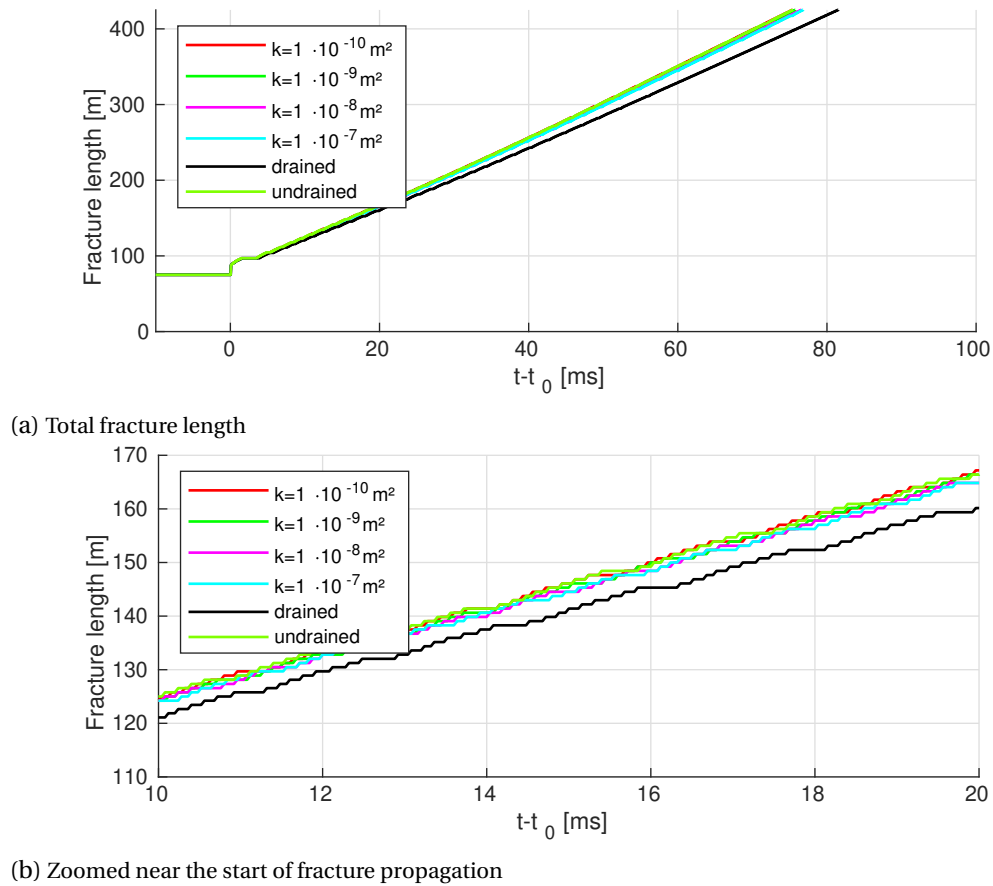 400
300
200
100
0
Fracture length [m]
k=1 ·10 -10 m²
k=1 ·10 -9 m²
k=1 ·10 -8 m²
k=1 ·10 -7 m²
drained
undrained
0 20 40 60 80 100
t-t 0 [ms]
(a) Total fracture length
170
160
150
140
130
120
110
Fracture length [m]
k=1 ·10 -10 m²
k=1 ·10 -9 m²
k=1 ·10 -8 m²
k=1 ·10 -7 m²
drained
undrained
10 12 14 16 18 20
t-t 0 [ms]
(b) Zoomed near the start of fracture propagation